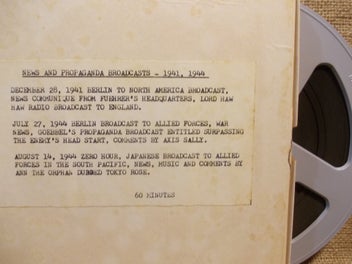 NEWS AND PROPAGANDA BROADCASTS - 1941, 1944
DECEMBER 28, 1941 BERLIN TO NORTH AMERICA BROADCAST,
NEWS COMMUNIQUE FROM FUEHRER'S HEADQUARTERS, LORD HAW
HAW RADIO BROADCAST TO ENGLAND.
JULY 27, 1944 BERLIN BROADCAST TO ALLIED FORCES, WAR
NEWS, GOEBBEL'S PROPAGANDA BROADCAST ENTITLED SURPASSING
THE ENEMY'S HEAD START, COMMENTS BY AXIS SALLY.
AUGUST 14, 1944 ZERO HOUR, JAPANESE BROADCAST TO ALLIED
FORCES IN THE SOUTH PACIFIC, NEWS, MUSIC AND COMMENTS BY
ANN THE ORPHAN DUBBED TOKYO ROSE.
60 MINUTES